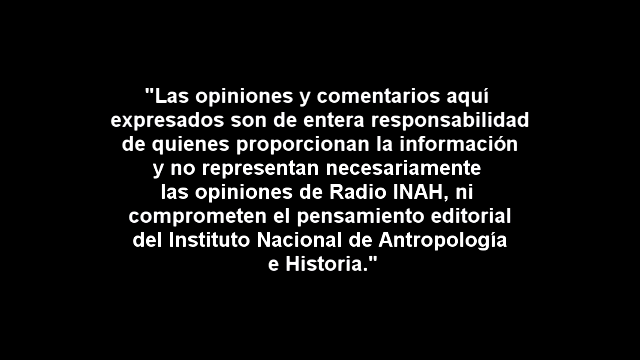 "Las opiniones y comentarios aquí
expresados son de entera responsabilidad
de quienes proporcionan la información
y no representan necesariamente
las opiniones de Radio INAH, ni
comprometen el pensamiento editorial
del Instituto Nacional de Antropología
e Historia."